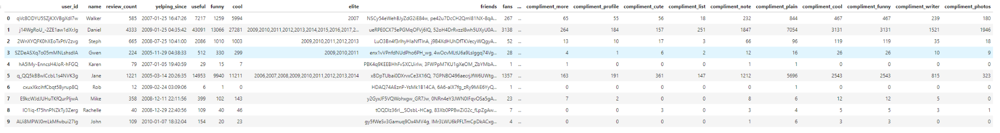 user_id name review_count yelping_since useful funny cool elite friends fans ... compliment_more compliment_profile compliment_cute compliment_list compliment_note compliment_plain compliment_cool compliment_funny compliment_writer compliment_photos
0 qVc8ODYU5SZjKXVBgXdI7w Walker 585 2007-01-25 16:47:26 7217 1259 5994 2007 NSCy54eWehBJyZdG2iE84w, pe42u7DcCH2QmI81NX-8qA... 267 ... 65 55 56 18 232 844 467 467 239 180
1 j14WgRoU_-2ZE1aw1dXrJg Daniel 4333 2009-01-25 04:35:42 43091 13066 27281 2009,2010,2011,2012,2013,2014,2015,2016,2017,2... ueRPE0CX75ePGMqOFVj6IQ, 52oH4DrRvzzl8wh5UXyU0A... 3138 ... 264 184 157 251 1847 7054 3131 3131 1521 1946
2 2WnXYQFK0hXEoTxPtV2zvg Steph 665 2008-07-25 10:41:00 2086 1010 1003 2009,2010,2011,2012,2013 LuO3Bn4f3rlhyHIaNfTlnA, j9B4XdHUhDfTKVecyWQgyA... 52 ... 13 10 17 3 66 96 119 119 35 18
3 SZDeASXq7o05mMNLshsdIA Gwen 224 2005-11-29 04:38:33 512 330 299 2009,2010,2011 enx1vVPnfdNUdPho6PH_wg, 4wOcvMLtU6a9Lslggq74Vg... 28 ... 4 1 6 2 12 16 26 26 10 9
4 hA5lMy-EnncsH4JoR-hFGQ Karen 79 2007-01-05 19:40:59 29 15 7 PBK4q9KEEBHhFvSXCUirIw, 3FWPpM7KU1gXeOM_ZbYMbA... 1 ... 1 0 0 0 1 1 0 0 0 0
5 q_QQ5kBBwlCcbL1s4NVK3g Jane 1221 2005-03-14 20:26:35 14953 9940 11211 2006,2007,2008,2009,2010,2011,2012,2013,2014 xBDpTUbai0DXrvxCe3X16Q, 7GPNBO496aecrjJfW6UWtg... 1357 ... 163 191 361 147 1212 5696 2543 2543 815 323
6 cxuxXkcihfCbqt5Byrup8Q Rob 12 2009-02-24 03:09:06 6 1 0 HDAQ74AEznP-YsMk1B14CA, 6A6-aIX7fg_zRy9MiE6YyQ... 1 ... 0 0 0 0 0 1 0 0 0 0
7 E9kcWJdJUHuTKfQurPljwA Mike 358 2008-12-11 22:11:56 399 102 143 y2GyxJF5VQWohxgw_GR7Jw, 0NRn4eY3JWN0IFqvOSa5gA... 23 ... 7 2 0 0 8 6 12 12 5 0
8 lO1iq-f75hnPNZkTy3Zerg Rachelle 40 2008-12-29 22:40:56 109 40 46 tOQDIz36rl__SOsbL-HCag, 83Xb0PPBwZiG2c_fLpZgAw... 7 ... 0 0 3 0 3 4 5 5 3 1
9 AUi8MPWJ0mLkMfwbui27lg John 109 2010-01-07 18:32:04 154 20 23 gy5fWeSv3Gamuq9Ox4MV4g, lMr3LWU6kPFLTmCpDkACxg... 4 ... 0 0 0 0 1 6 3 3 0 0